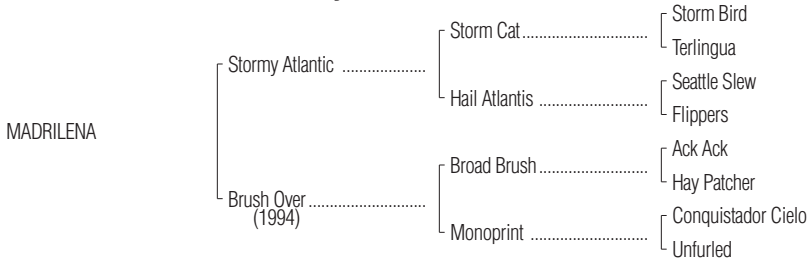 Storm Bird
Storm Cat
Terlingua
Stormy Atlantic
Seattle Slew
Hail Atlantis
Flippers
MADRILENA
Ack Ack
Broad Brush
Hay Patcher
Brush Over
(1994)
Conquistador Cielo
Monoprint
Unfurled